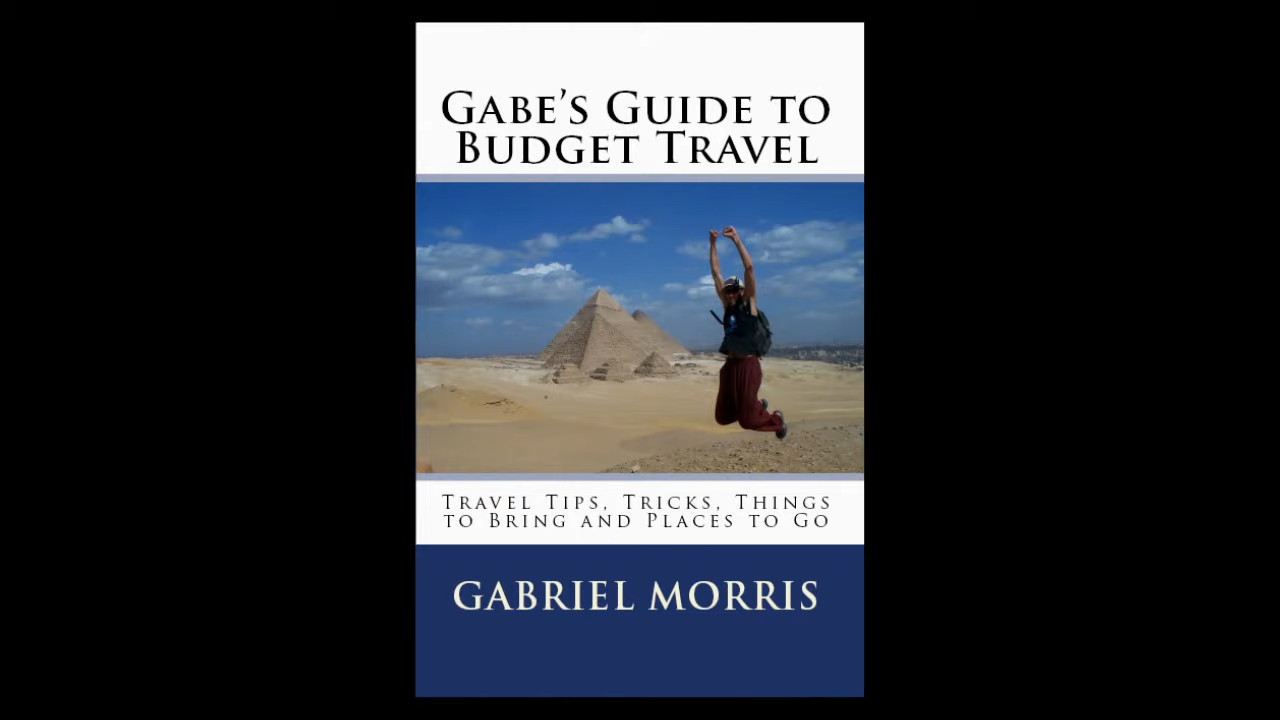 Gabe's Guide to
Budget Travel
Travel Tips, Tricks, Things
to Bring and Places to Go
GABRIEL MORRIS